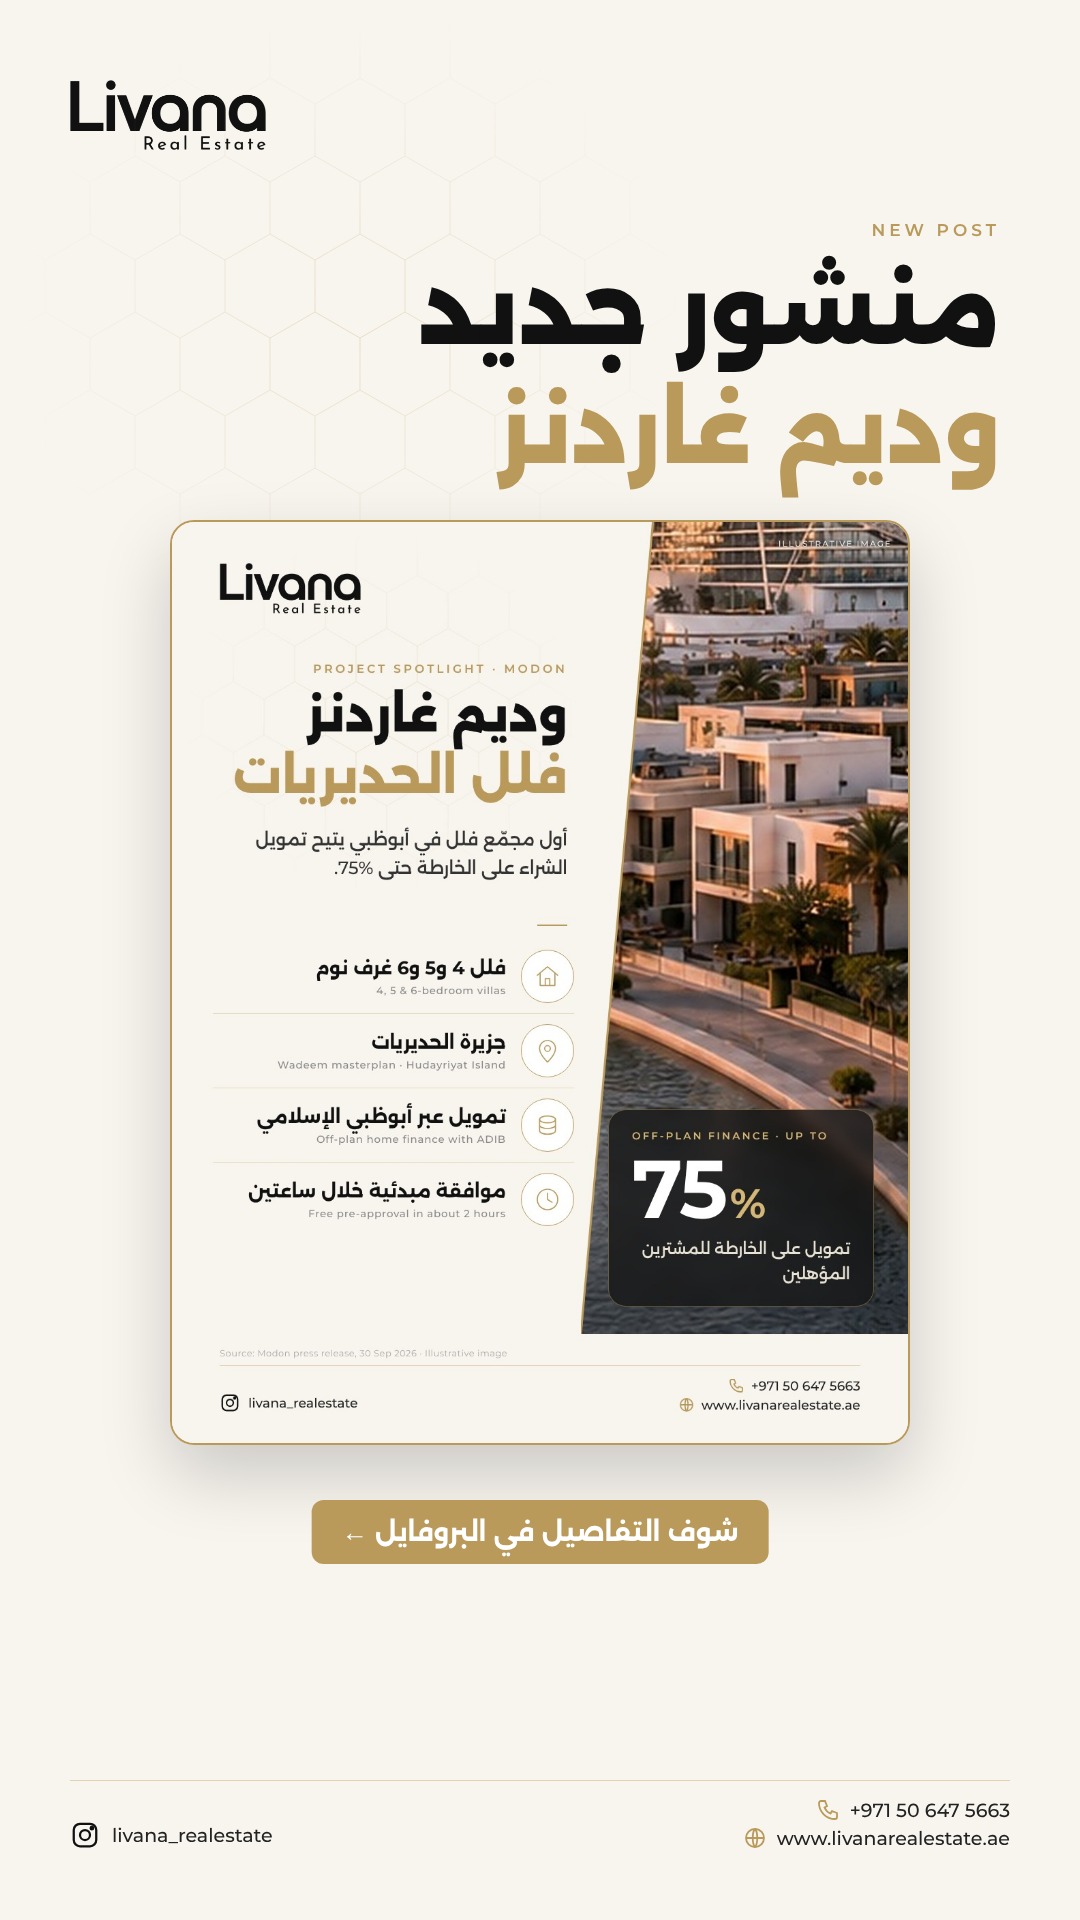 Livana
Real Estate
NEW POST
منشور جديد
وديم غاردنز
Livana
Real Estate
ILLUSTRATIVE IMAGE
PROJECT SPOTLIGHT · MODON
وديم غاردنز
فلل الحديريات
أول مجمّع فلل في أبوظبي يتيح تمويل
الشراء على الخارطة حتى 75%.
فلل 4 و5 و6 غرف نوم
4, 5 & 6-bedroom villas
جزيرة الحديريات
Wadeem masterplan · Hudayriyat Island
تمويل عبر أبوظبي الإسلامي
Off-plan home finance with ADIB
موافقة مبدئية خلال ساعتين
Free pre-approval in about 2 hours
OFF-PLAN FINANCE · UP TO
75%
تمويل على الخارطة للمشترين
المؤهلين
Source: Modon press release, 30 Sep 2026 · Illustrative image
livana_realestate
+971 50 647 5663
www.livanarealestate.ae
شوف التفاصيل في البروفايل ←
livana_realestate
+971 50 647 5663
www.livanarealestate.ae